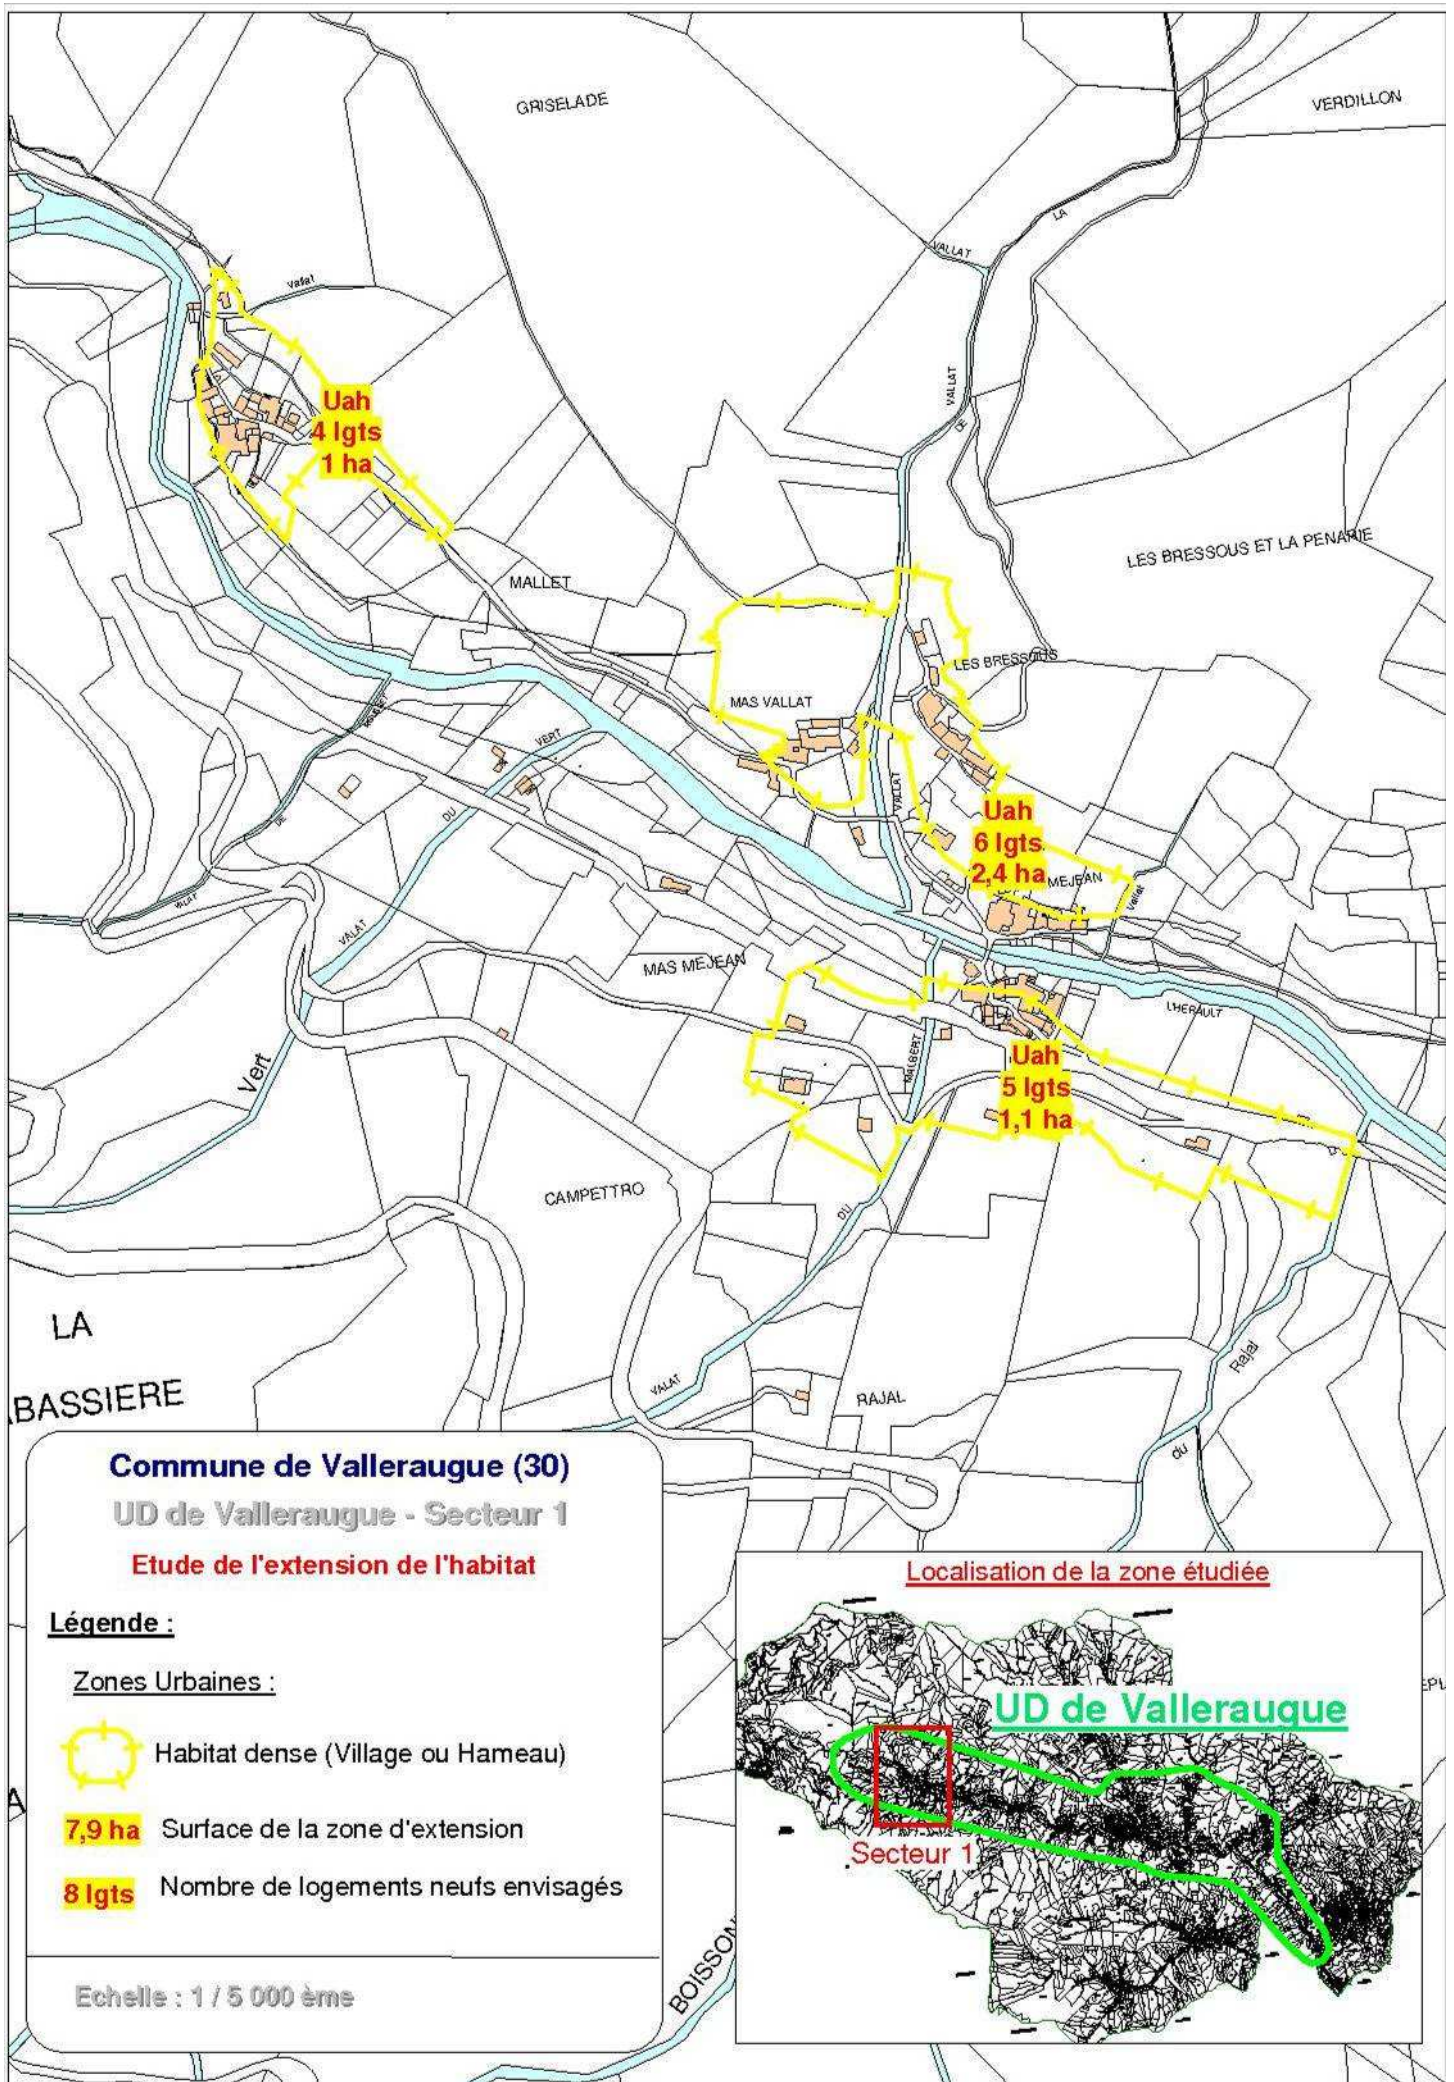 GRISELADE
VERDILLON
LA
VALLAT
Vallat
VALLAT
DE
Uah
4 lgts
1 ha
LES BRESSOUS ET LA PENARIE
MALLET
LES BRESSOUS
MAS VALLAT
VERT
DU
DE
VALAT
VALLAT
Uah
6 lgts
2,4 ha
MEJEAN
Vallat
VALAT
MAS MEJEAN
L'HERAULT
MALBERT
Vert
Uah
5 lgts
1,1 ha
CAMPETTRO
DU
LA
BASSIERE
VALAT
RAJAL
Rajal
du
Commune de Valleraugue (30)
UD de Valleraugue - Secteur 1
Etude de l'extension de l'habitat
Légende :
Zones Urbaines :
Habitat dense (Village ou Hameau)
7,9 ha Surface de la zone d'extension
8 lgts Nombre de logements neufs envisagés
Echelle : 1 / 5 000 ème
BOISSON
Localisation de la zone étudiée
UD de Valleraugue
Secteur 1